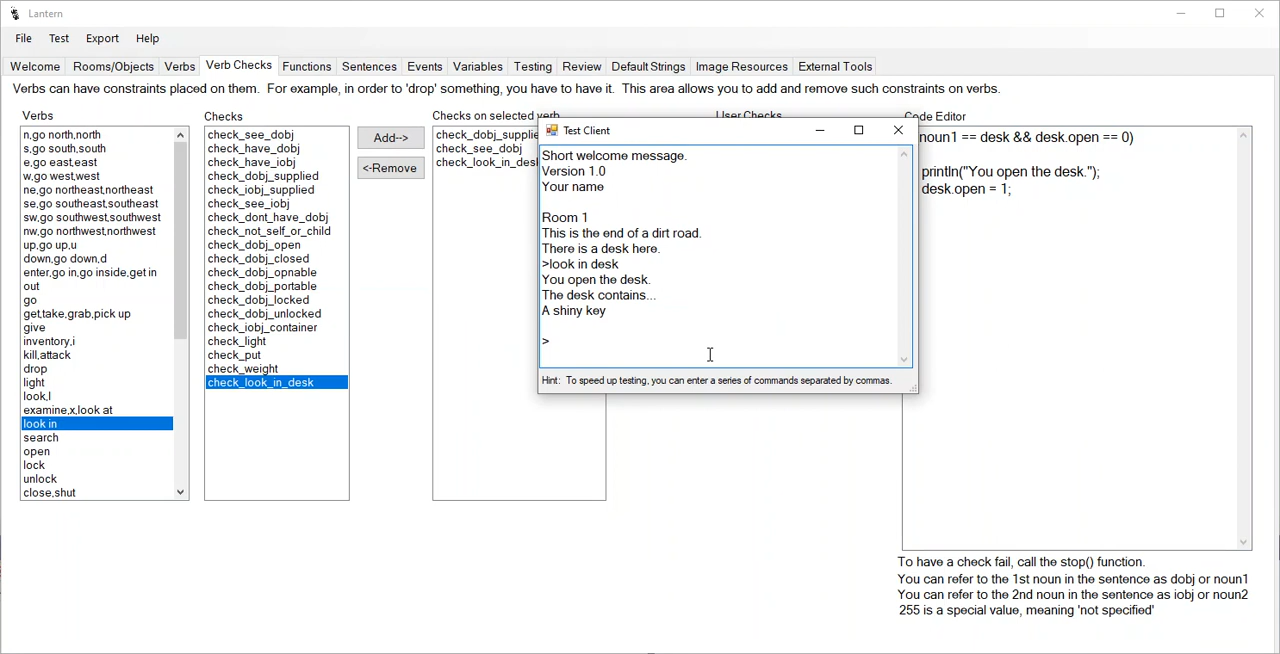 Lantern
File Test Export Help
Welcome Rooms/Objects Verbs Verb Checks Functions Sentences Events Variables Testing Review Default Strings Image Resources External Tools
Verbs can have constraints placed on them. For example, in order to 'drop' something, you have to have it. This area allows you to add and remove such constraints on verbs.
Verbs
n,go north,north
s,go south,south
e,go east,east
w,go west,west
ne,go northeast,northeast
se,go southeast,southeast
sw,go southwest,southwest
nw,go northwest,northwest
up,go up,u
down,go down,d
enter,go in,go inside,get in
out
go
get,take,grab,pick up
give
inventory,i
kill,attack
drop
light
look,l
examine,x,look at
look in
search
open
lock
unlock
close,shut
Checks
check_see_dobj
check_have_dobj
check_have_iobj
check_dobj_supplied
check_iobj_supplied
check_see_iobj
check_dont_have_dobj
check_not_self_or_child
check_dobj_open
check_dobj_closed
check_dobj_opnable
check_dobj_portable
check_dobj_locked
check_dobj_unlocked
check_iobj_container
check_light
check_put
check_weight
check_look_in_desk
Add-->
<-Remove
Checks on selected verb
check_dobj_supplie
check_see_dobj
check_look_in_des
User Checks
Test Client
Short welcome message.
Version 1.0
Your name
Room 1
This is the end of a dirt road.
There is a desk here.
>look in desk
You open the desk.
The desk contains...
A shiny key
>
Hint: To speed up testing, you can enter a series of commands separated by commas.
Code Editor
noun1 == desk && desk.open == 0)
println("You open the desk.");
desk.open = 1;
To have a check fail, call the stop() function.
You can refer to the 1st noun in the sentence as dobj or noun1
You can refer to the 2nd noun in the sentence as iobj or noun2
255 is a special value, meaning 'not specified'